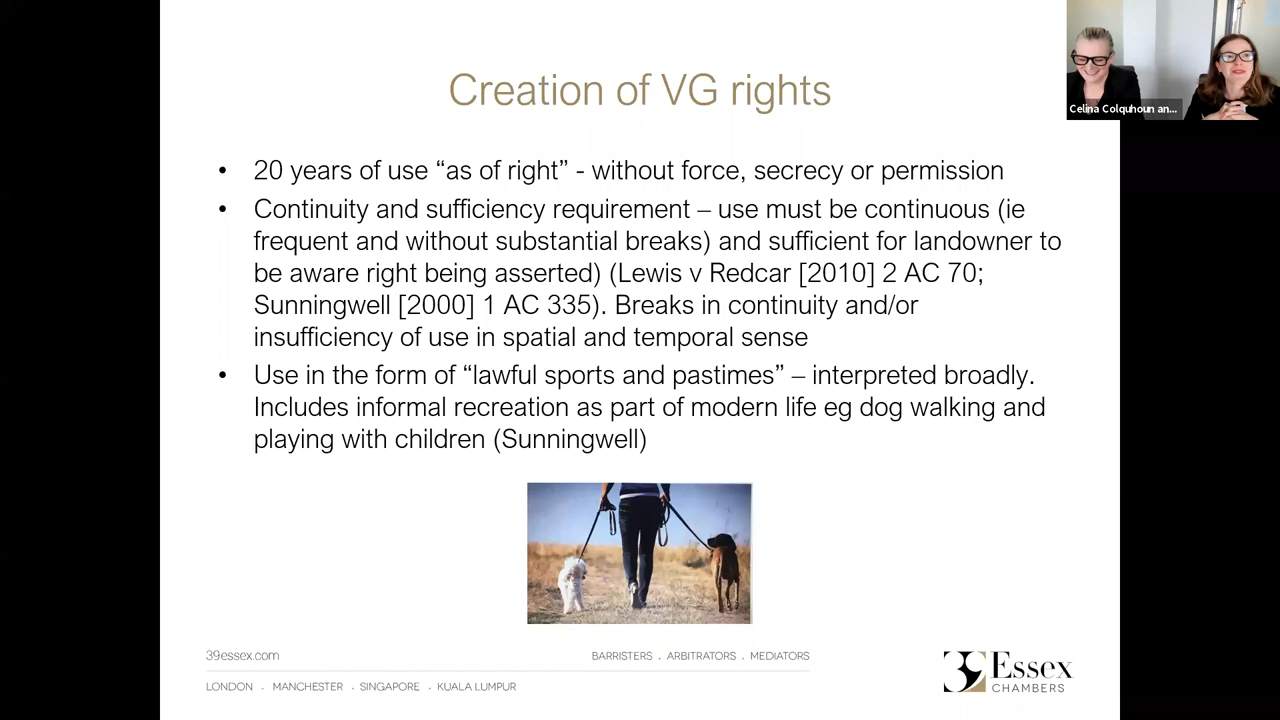 Creation of VG rights
Celina Colquhoun an...
• 20 years of use “as of right” - without force, secrecy or permission
• Continuity and sufficiency requirement – use must be continuous (ie
frequent and without substantial breaks) and sufficient for landowner to
be aware right being asserted) (Lewis v Redcar [2010] 2 AC 70;
Sunningwell [2000] 1 AC 335). Breaks in continuity and/or
insufficiency of use in spatial and temporal sense
• Use in the form of “lawful sports and pastimes” – interpreted broadly.
Includes informal recreation as part of modern life eg dog walking and
playing with children (Sunningwell)
39essex.com
BARRISTERS . ARBITRATORS . MEDIATORS
LONDON . MANCHESTER . SINGAPORE . KUALA LUMPUR
39 Essex
CHAMBERS